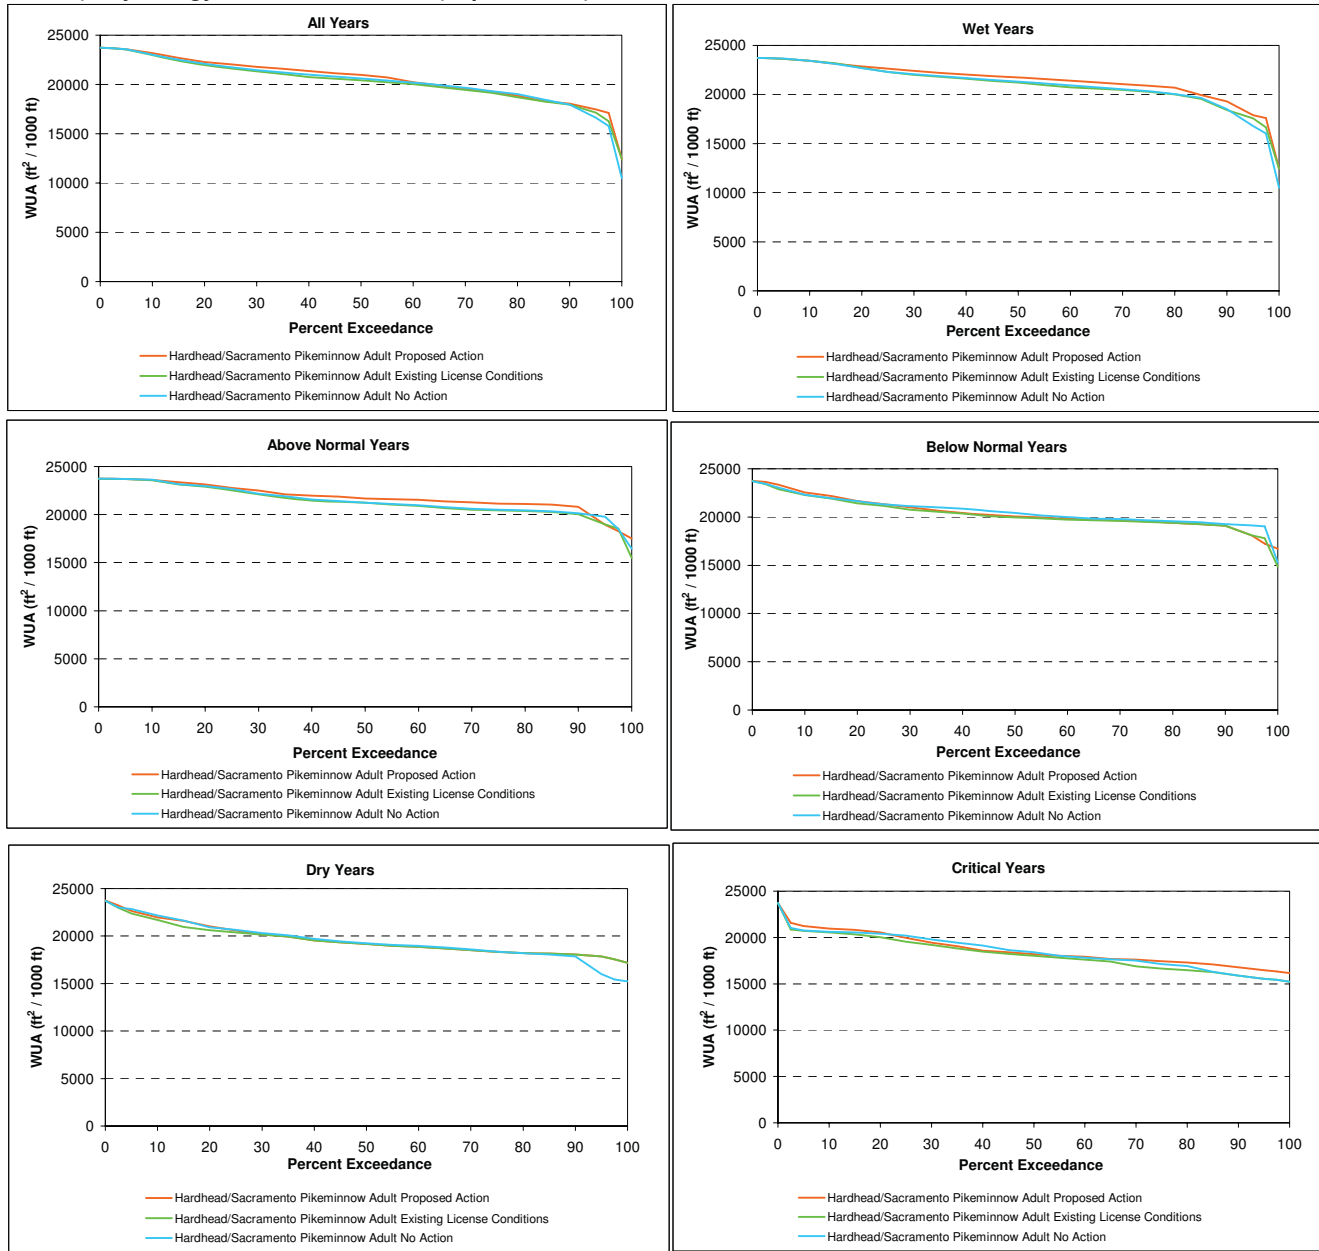 All Years
25000
20000
15000
10000
5000
0
WUA (ft² / 1000 ft)
0 10 20 30 40 50 60 70 80 90 100
Percent Exceedance
Hardhead/Sacramento Pikeminnow Adult Proposed Action
Hardhead/Sacramento Pikeminnow Adult Existing License Conditions
Hardhead/Sacramento Pikeminnow Adult No Action
Wet Years
25000
20000
15000
10000
5000
0
WUA (ft² / 1000 ft)
0 10 20 30 40 50 60 70 80 90 100
Percent Exceedance
Hardhead/Sacramento Pikeminnow Adult Proposed Action
Hardhead/Sacramento Pikeminnow Adult Existing License Conditions
Hardhead/Sacramento Pikeminnow Adult No Action
Above Normal Years
25000
20000
15000
10000
5000
0
WUA (ft² / 1000 ft)
0 10 20 30 40 50 60 70 80 90 100
Percent Exceedance
Hardhead/Sacramento Pikeminnow Adult Proposed Action
Hardhead/Sacramento Pikeminnow Adult Existing License Conditions
Hardhead/Sacramento Pikeminnow Adult No Action
Below Normal Years
25000
20000
15000
10000
5000
0
WUA (ft² / 1000 ft)
0 10 20 30 40 50 60 70 80 90 100
Percent Exceedance
Hardhead/Sacramento Pikeminnow Adult Proposed Action
Hardhead/Sacramento Pikeminnow Adult Existing License Conditions
Hardhead/Sacramento Pikeminnow Adult No Action
Dry Years
25000
20000
15000
10000
5000
0
WUA (ft² / 1000 ft)
0 10 20 30 40 50 60 70 80 90 100
Percent Exceedance
Hardhead/Sacramento Pikeminnow Adult Proposed Action
Hardhead/Sacramento Pikeminnow Adult Existing License Conditions
Hardhead/Sacramento Pikeminnow Adult No Action
Critical Years
25000
20000
15000
10000
5000
0
WUA (ft² / 1000 ft)
0 10 20 30 40 50 60 70 80 90 100
Percent Exceedance
Hardhead/Sacramento Pikeminnow Adult Proposed Action
Hardhead/Sacramento Pikeminnow Adult Existing License Conditions
Hardhead/Sacramento Pikeminnow Adult No Action